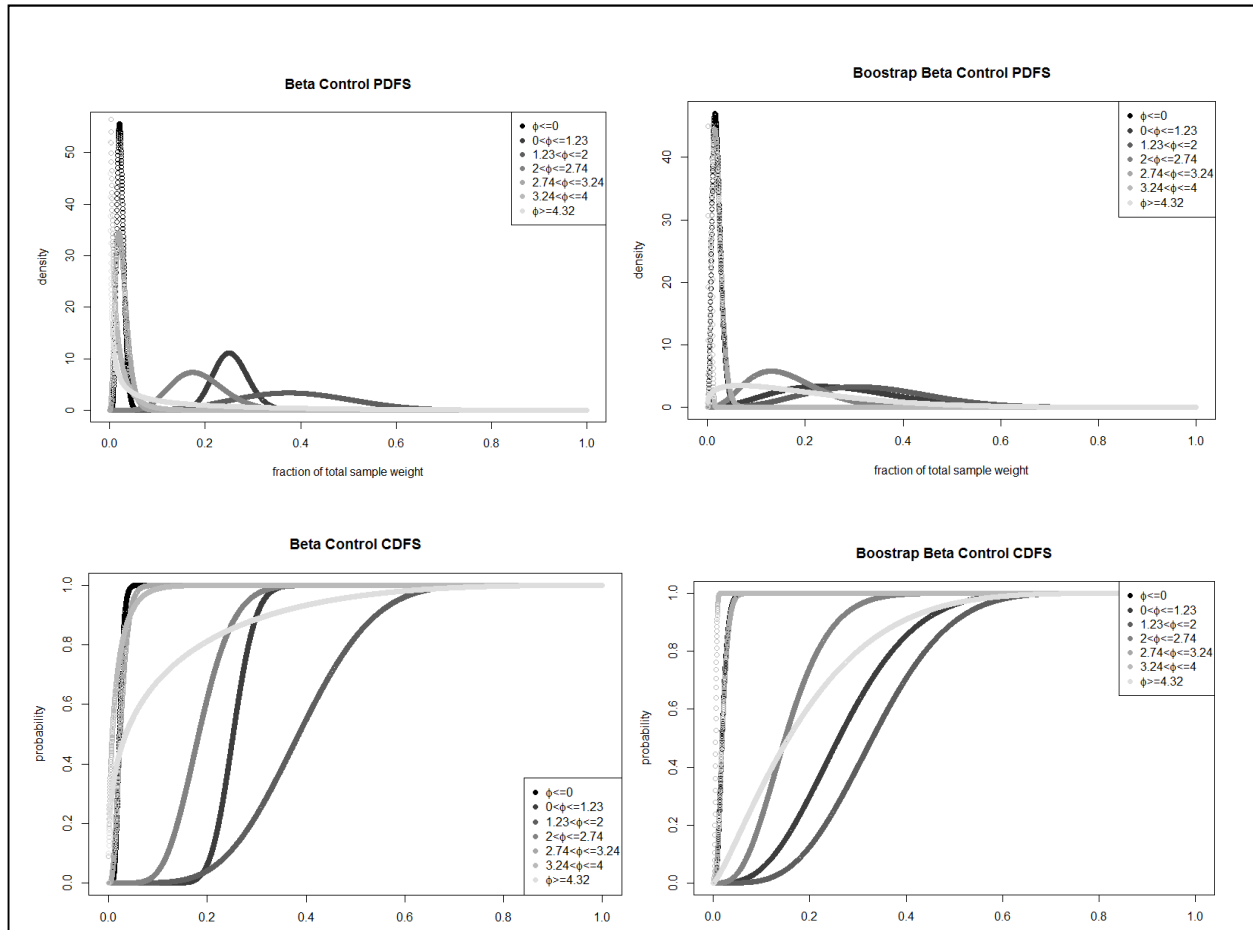 Beta Control PDFS
density
0
10
20
30
40
50
0.0 0.2 0.4 0.6 0.8 1.0
fraction of total sample weight
ϕ<=0
0<ϕ<=1.23
1.23<ϕ<=2
2<ϕ<=2.74
2.74<ϕ<=3.24
3.24<ϕ<=4
ϕ>=4.32
Boostrap Beta Control PDFS
density
0
10
20
30
40
0.0 0.2 0.4 0.6 0.8 1.0
fraction of total sample weight
ϕ<=0
0<ϕ<=1.23
1.23<ϕ<=2
2<ϕ<=2.74
2.74<ϕ<=3.24
3.24<ϕ<=4
ϕ>=4.32
Beta Control CDFS
probability
0.0
0.2
0.4
0.6
0.8
1.0
0.0 0.2 0.4 0.6 0.8 1.0
ϕ<=0
0<ϕ<=1.23
1.23<ϕ<=2
2<ϕ<=2.74
2.74<ϕ<=3.24
3.24<ϕ<=4
ϕ>=4.32
Boostrap Beta Control CDFS
probability
0.0
0.2
0.4
0.6
0.8
1.0
0.0 0.2 0.4 0.6 0.8 1.0
ϕ<=0
0<ϕ<=1.23
1.23<ϕ<=2
2<ϕ<=2.74
2.74<ϕ<=3.24
3.24<ϕ<=4
ϕ>=4.32